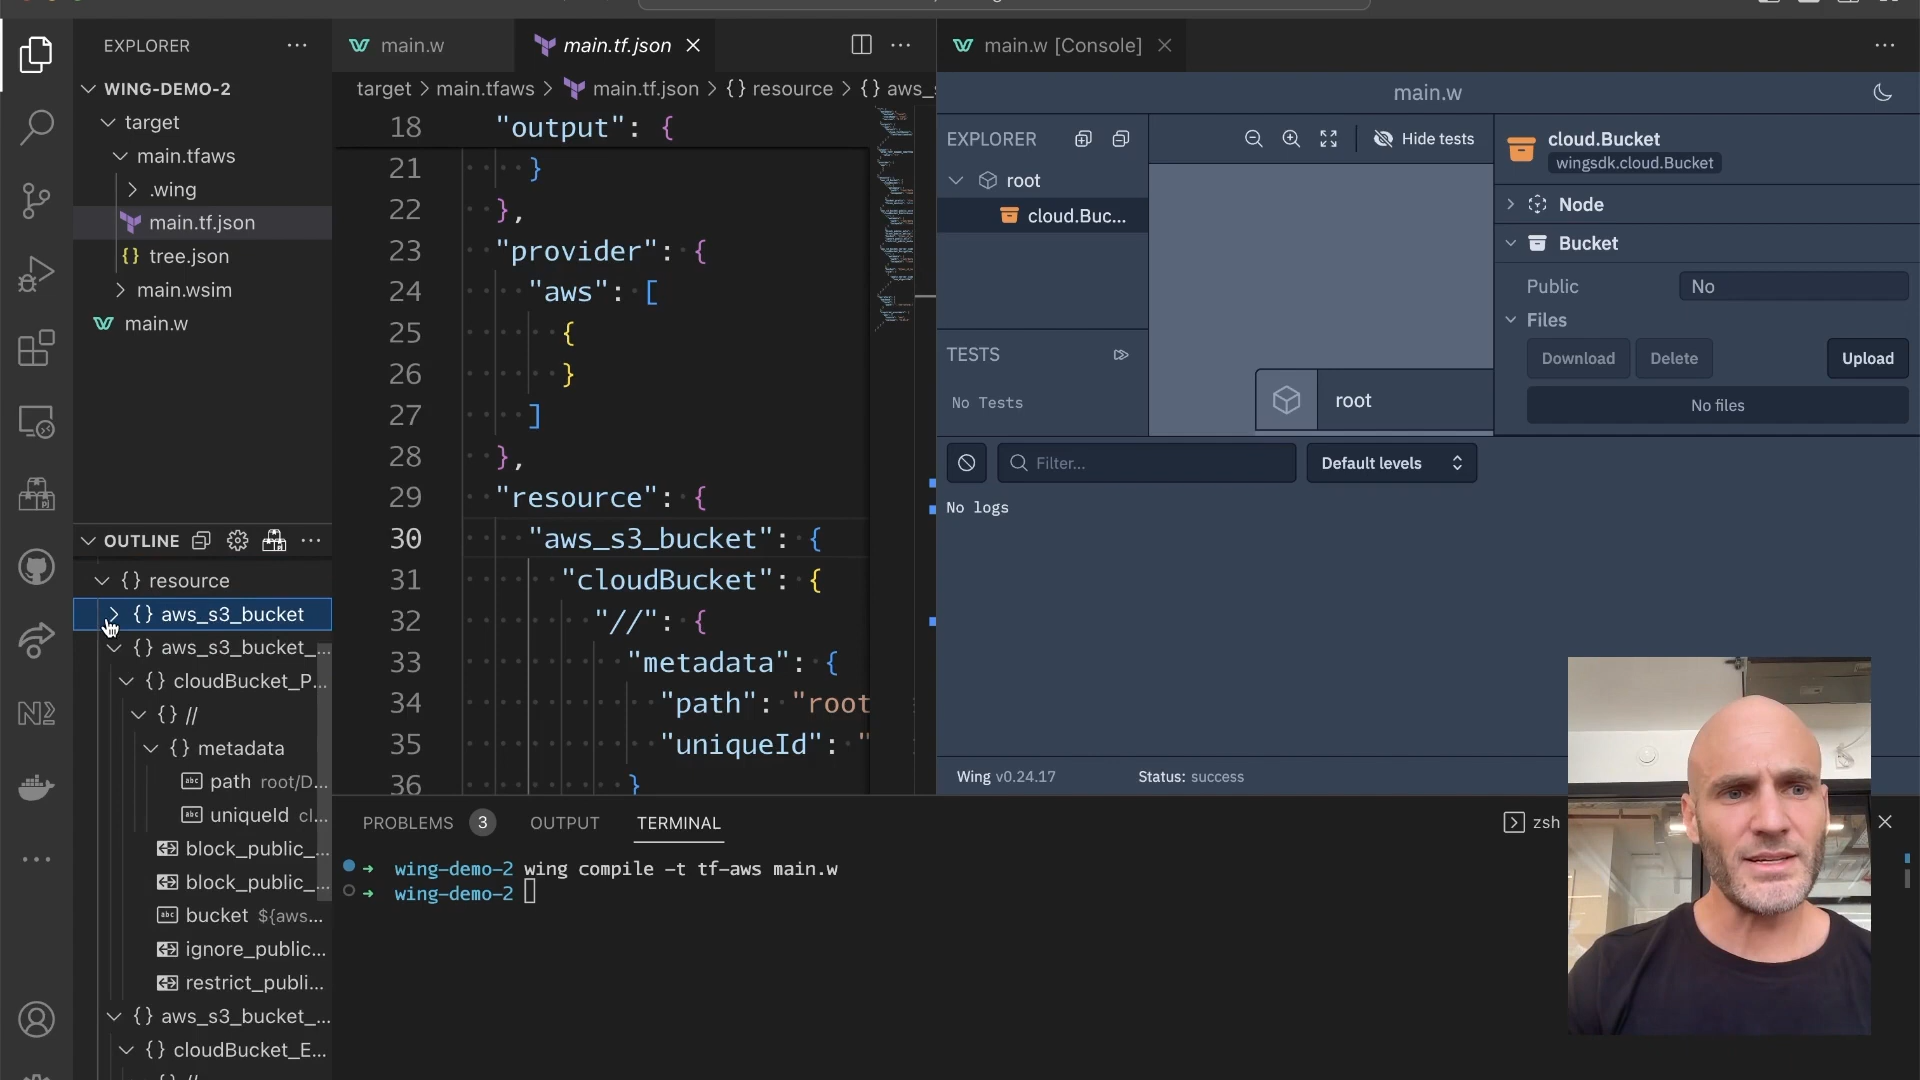 EXPLORER
WING-DEMO-2
target
main.tfaws
.wing
main.tf.json
tree.json
main.wsim
main.w
OUTLINE
resource
aws_s3_bucket
aws_s3_bucket_...
cloudBucket_P...
//
metadata
path root/D...
uniqueId cl...
block_public_...
block_public_...
bucket ${aws...
ignore_public...
restrict_publi...
aws_s3_bucket_...
cloudBucket_E...
main.w
main.tf.json
target > main.tfaws > main.tf.json > {} resource > {} aws_s
18 "output": {
21 }
22 },
23 "provider": {
24 "aws": [
25 {
26 }
27 ]
28 },
29 "resource": {
30 "aws_s3_bucket": {
31 "cloudBucket": {
32 "//": {
33 "metadata": {
34 "path": "root
35 "uniqueId": "
36 }
main.w [Console]
main.w
EXPLORER
root
cloud.Buc...
TESTS
No Tests
Hide tests
root
cloud.Bucket
wingsdk.cloud.Bucket
Node
Bucket
Public No
Files
Download Delete Upload
No files
Filter...
Default levels
No logs
Wing v0.24.17 Status: success
PROBLEMS 3 OUTPUT TERMINAL
zsh
wing-demo-2 wing compile -t tf-aws main.w
wing-demo-2